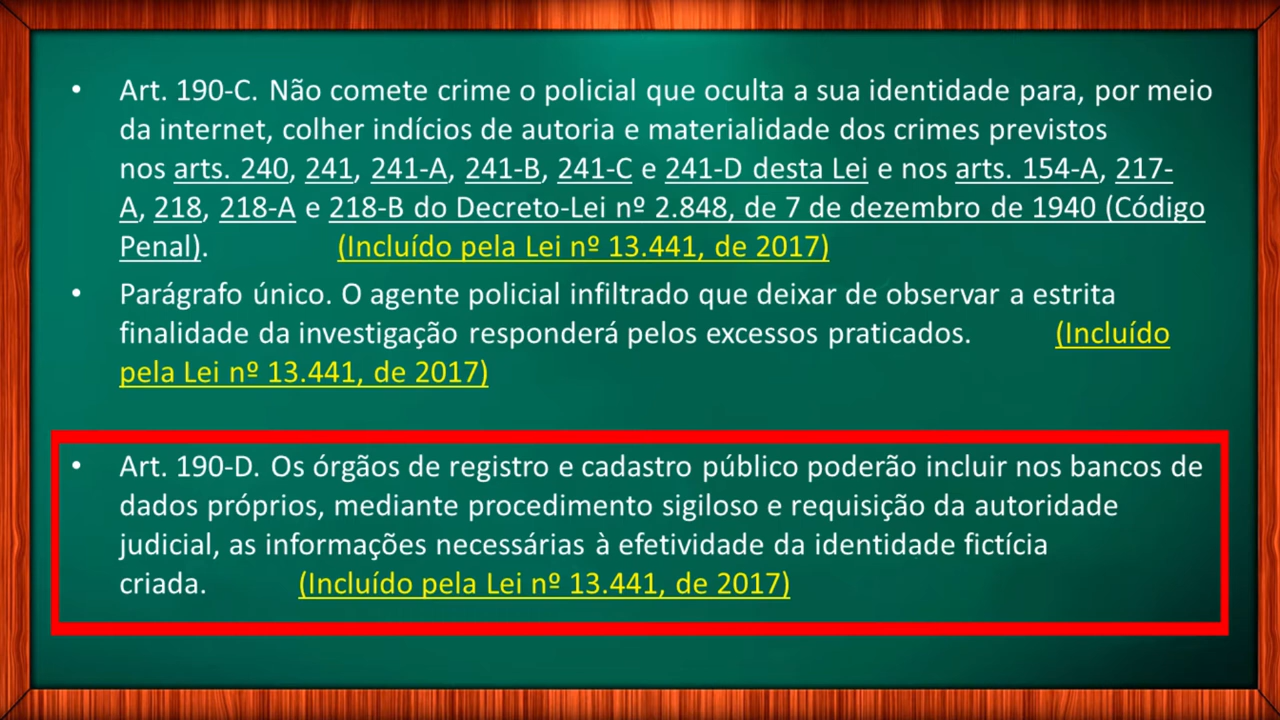 • Art. 190-C. Não comete crime o policial que oculta a sua identidade para, por meio
da internet, colher indícios de autoria e materialidade dos crimes previstos
nos arts. 240, 241, 241-A, 241-B, 241-C e 241-D desta Lei e nos arts. 154-A, 217-
A, 218, 218-A e 218-B do Decreto-Lei nº 2.848, de 7 de dezembro de 1940 (Código
Penal). (Incluído pela Lei nº 13.441, de 2017)
• Parágrafo único. O agente policial infiltrado que deixar de observar a estrita
finalidade da investigação responderá pelos excessos praticados. (Incluído
pela Lei nº 13.441, de 2017)
• Art. 190-D. Os órgãos de registro e cadastro público poderão incluir nos bancos de
dados próprios, mediante procedimento sigiloso e requisição da autoridade
judicial, as informações necessárias à efetividade da identidade fictícia
criada. (Incluído pela Lei nº 13.441, de 2017)